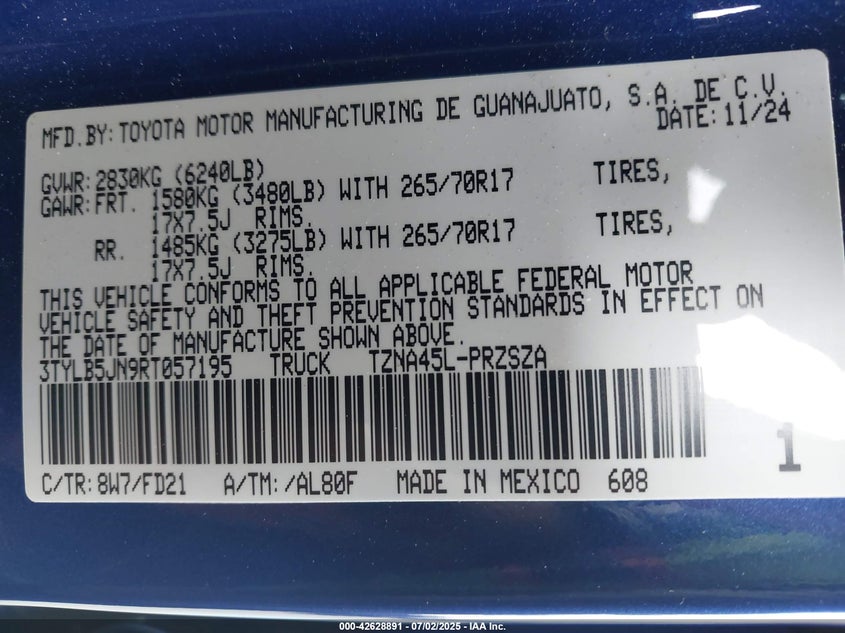 MFD.BY: TOYOTA MOTOR MANUFACTURING DE GUANAJUATO, S.A. DE C.V.
DATE: 11/24
GVWR: 2830KG (6240LB)
GAWR: FRT. 1580KG (3480LB) WITH 265/70R17 TIRES,
17X7.5J RIMS.
RR. 1485KG (3275LB) WITH 265/70R17 TIRES,
17X7.5J RIMS.
THIS VEHICLE CONFORMS TO ALL APPLICABLE FEDERAL MOTOR
VEHICLE SAFETY AND THEFT PREVENTION STANDARDS IN EFFECT ON
THE DATE OF MANUFACTURE SHOWN ABOVE.
3TYLB5JN9RT057195 TRUCK TZNA45L-PRZSZA
1
C/TR: 8W7/FD21 A/TM: /AL80F MADE IN MEXICO 608
000-42628891 - 07/02/2025 - IAA Inc.